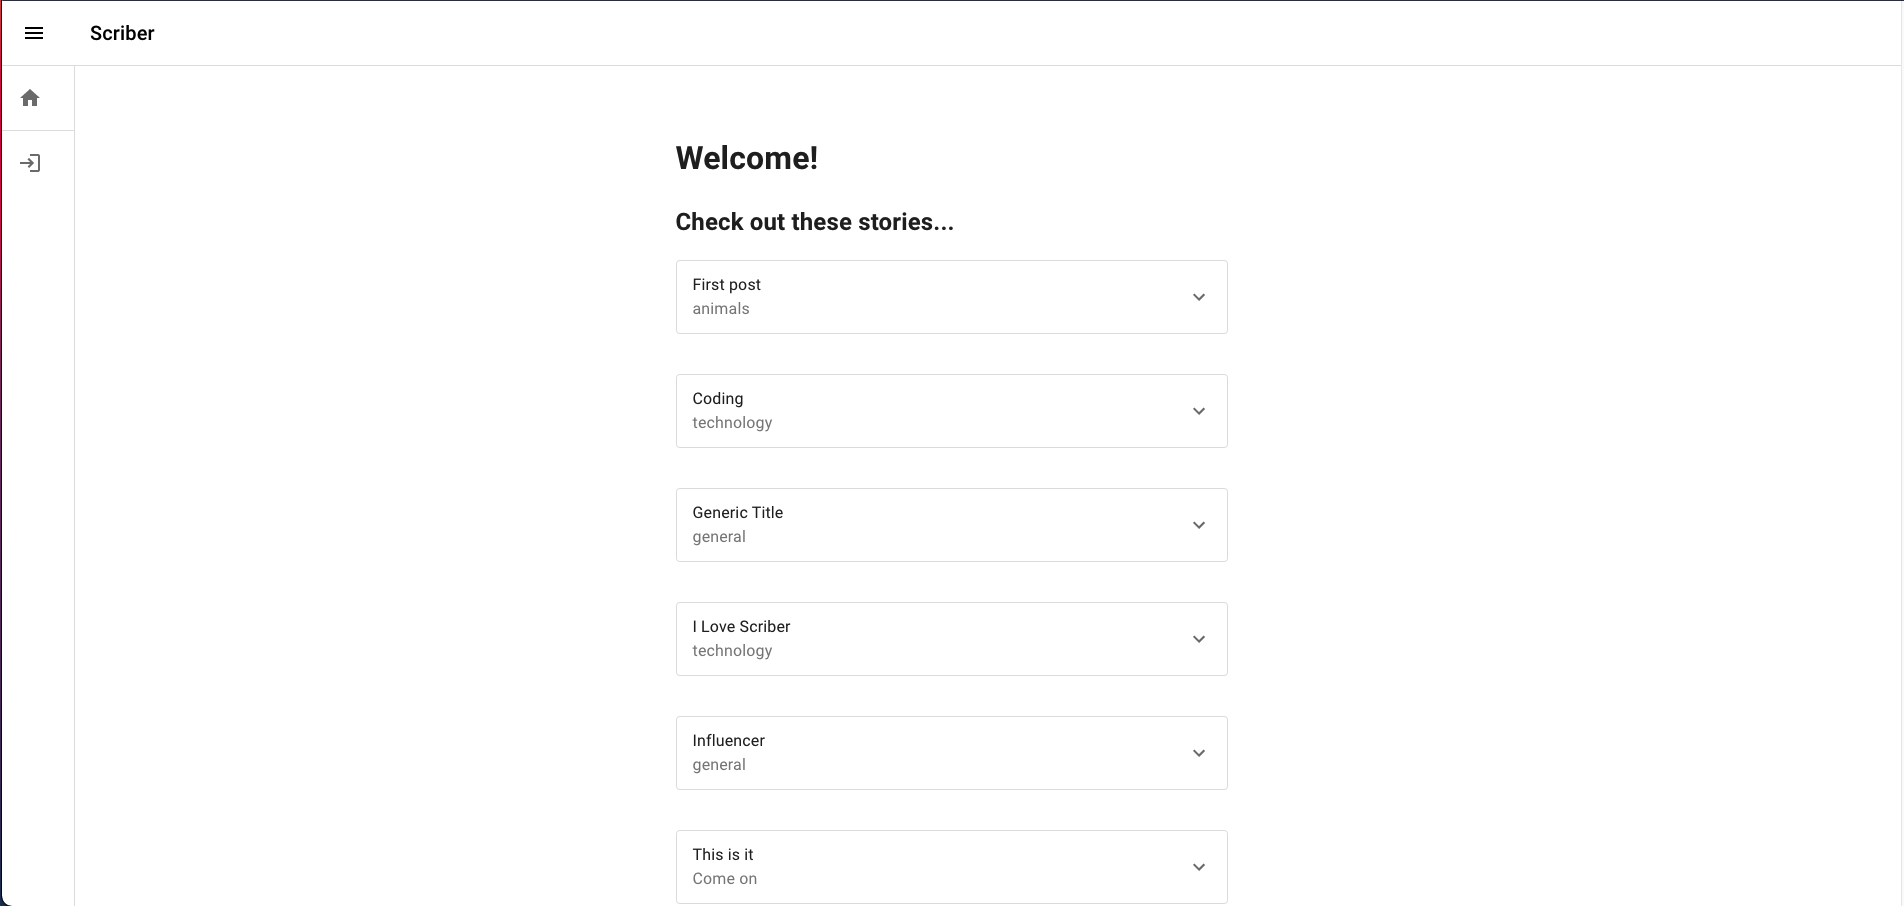 Scriber
Welcome!
Check out these stories...
First post
animals
Coding
technology
Generic Title
general
I Love Scriber
technology
Influencer
general
This is it
Come on